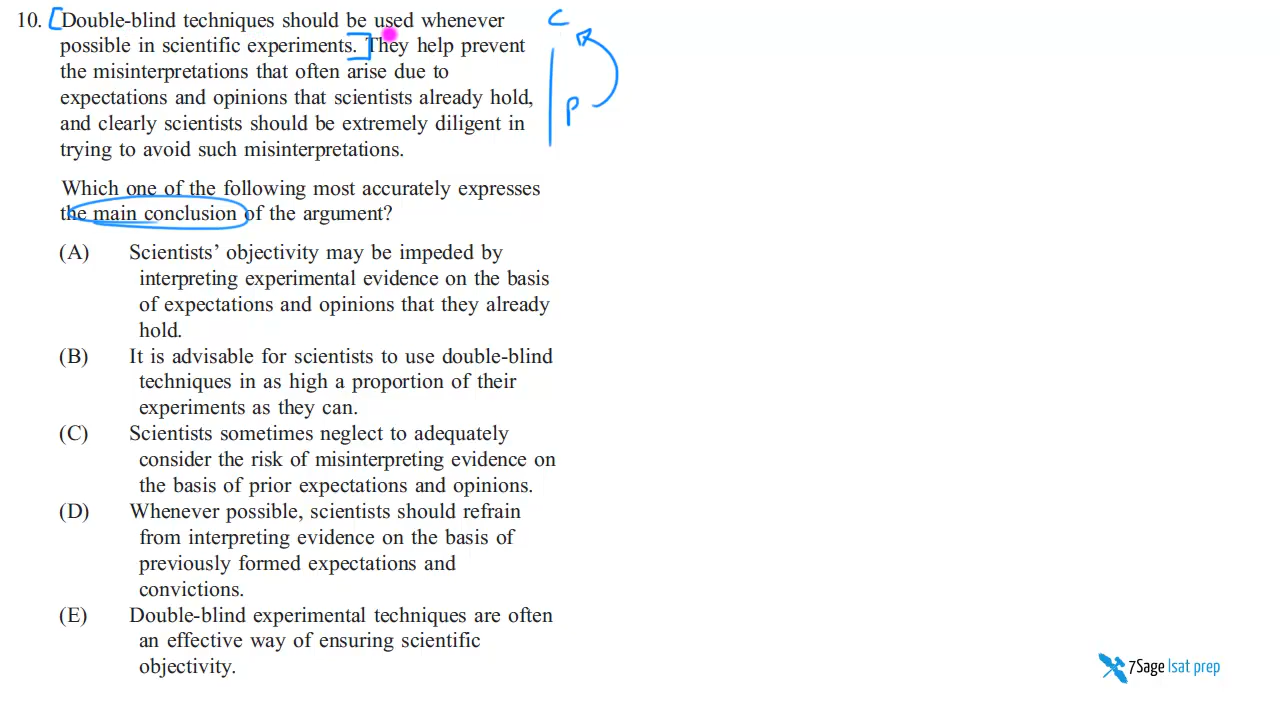 10. Double-blind techniques should be used whenever
possible in scientific experiments. They help prevent
the misinterpretations that often arise due to
expectations and opinions that scientists already hold,
and clearly scientists should be extremely diligent in
trying to avoid such misinterpretations.
C
P
Which one of the following most accurately expresses
the main conclusion of the argument?
(A) Scientists’ objectivity may be impeded by
interpreting experimental evidence on the basis
of expectations and opinions that they already
hold.
(B) It is advisable for scientists to use double-blind
techniques in as high a proportion of their
experiments as they can.
(C) Scientists sometimes neglect to adequately
consider the risk of misinterpreting evidence on
the basis of prior expectations and opinions.
(D) Whenever possible, scientists should refrain
from interpreting evidence on the basis of
previously formed expectations and
convictions.
(E) Double-blind experimental techniques are often
an effective way of ensuring scientific
objectivity.
7Sage lsat prep